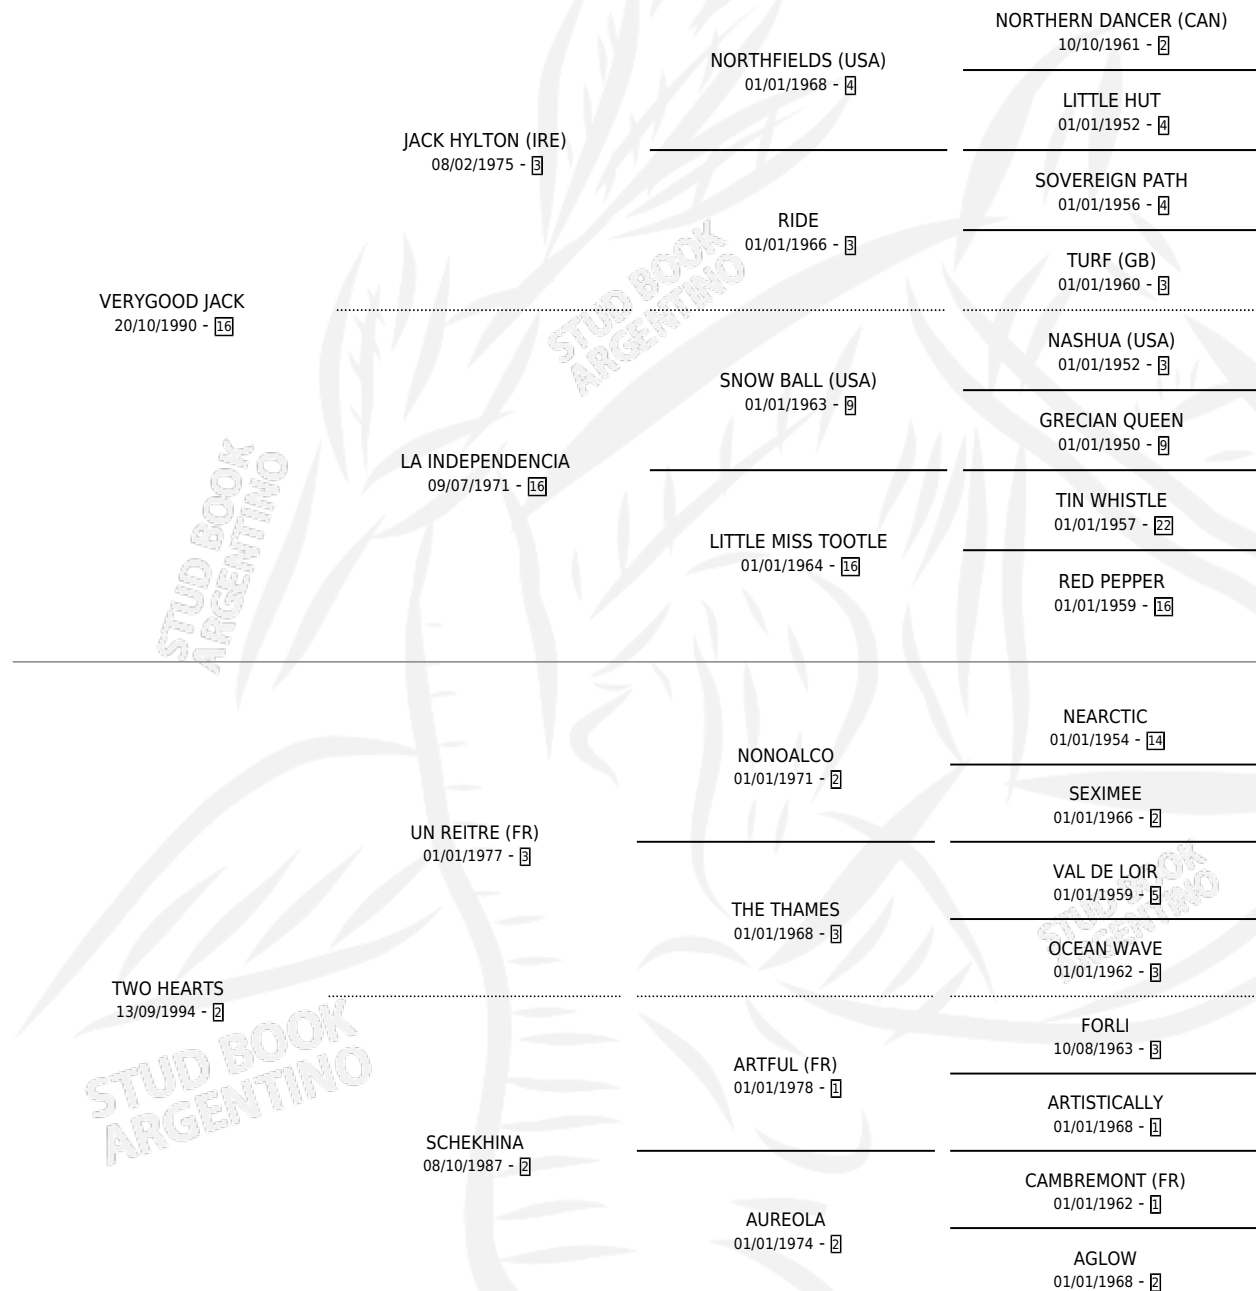 NORTHERN DANCER (CAN)
10/10/1961 - 2
NORTHFIELDS (USA)
01/01/1968 - 4
LITTLE HUT
01/01/1952 - 4
JACK HYLTON (IRE)
08/02/1975 - 3
SOVEREIGN PATH
01/01/1956 - 4
RIDE
01/01/1966 - 3
TURF (GB)
01/01/1960 - 3
VERYGOOD JACK
20/10/1990 - 16
NASHUA (USA)
01/01/1952 - 3
SNOW BALL (USA)
01/01/1963 - 9
GRECIAN QUEEN
01/01/1950 - 9
LA INDEPENDENCIA
09/07/1971 - 16
TIN WHISTLE
01/01/1957 - 22
LITTLE MISS TOOTLE
01/01/1964 - 16
RED PEPPER
01/01/1959 - 16
NEARCTIC
01/01/1954 - 14
NONOALCO
01/01/1971 - 2
SEXIMEE
01/01/1966 - 2
UN REITRE (FR)
01/01/1977 - 3
VAL DE LOIR
01/01/1959 - 5
THE THAMES
01/01/1968 - 3
OCEAN WAVE
01/01/1962 - 3
TWO HEARTS
13/09/1994 - 2
FORLI
10/08/1963 - 3
ARTFUL (FR)
01/01/1978 - 1
ARTISTICALLY
01/01/1968 - 1
SCHEKHINA
08/10/1987 - 2
CAMBREMONT (FR)
01/01/1962 - 1
AUREOLA
01/01/1974 - 2
AGLOW
01/01/1968 - 2
STUD BOOK
ARGENTINO
STUD BOOK
ARGENTINO
STUD BOOK
ARGENTINO
STUD BOOK
ARGENTINO